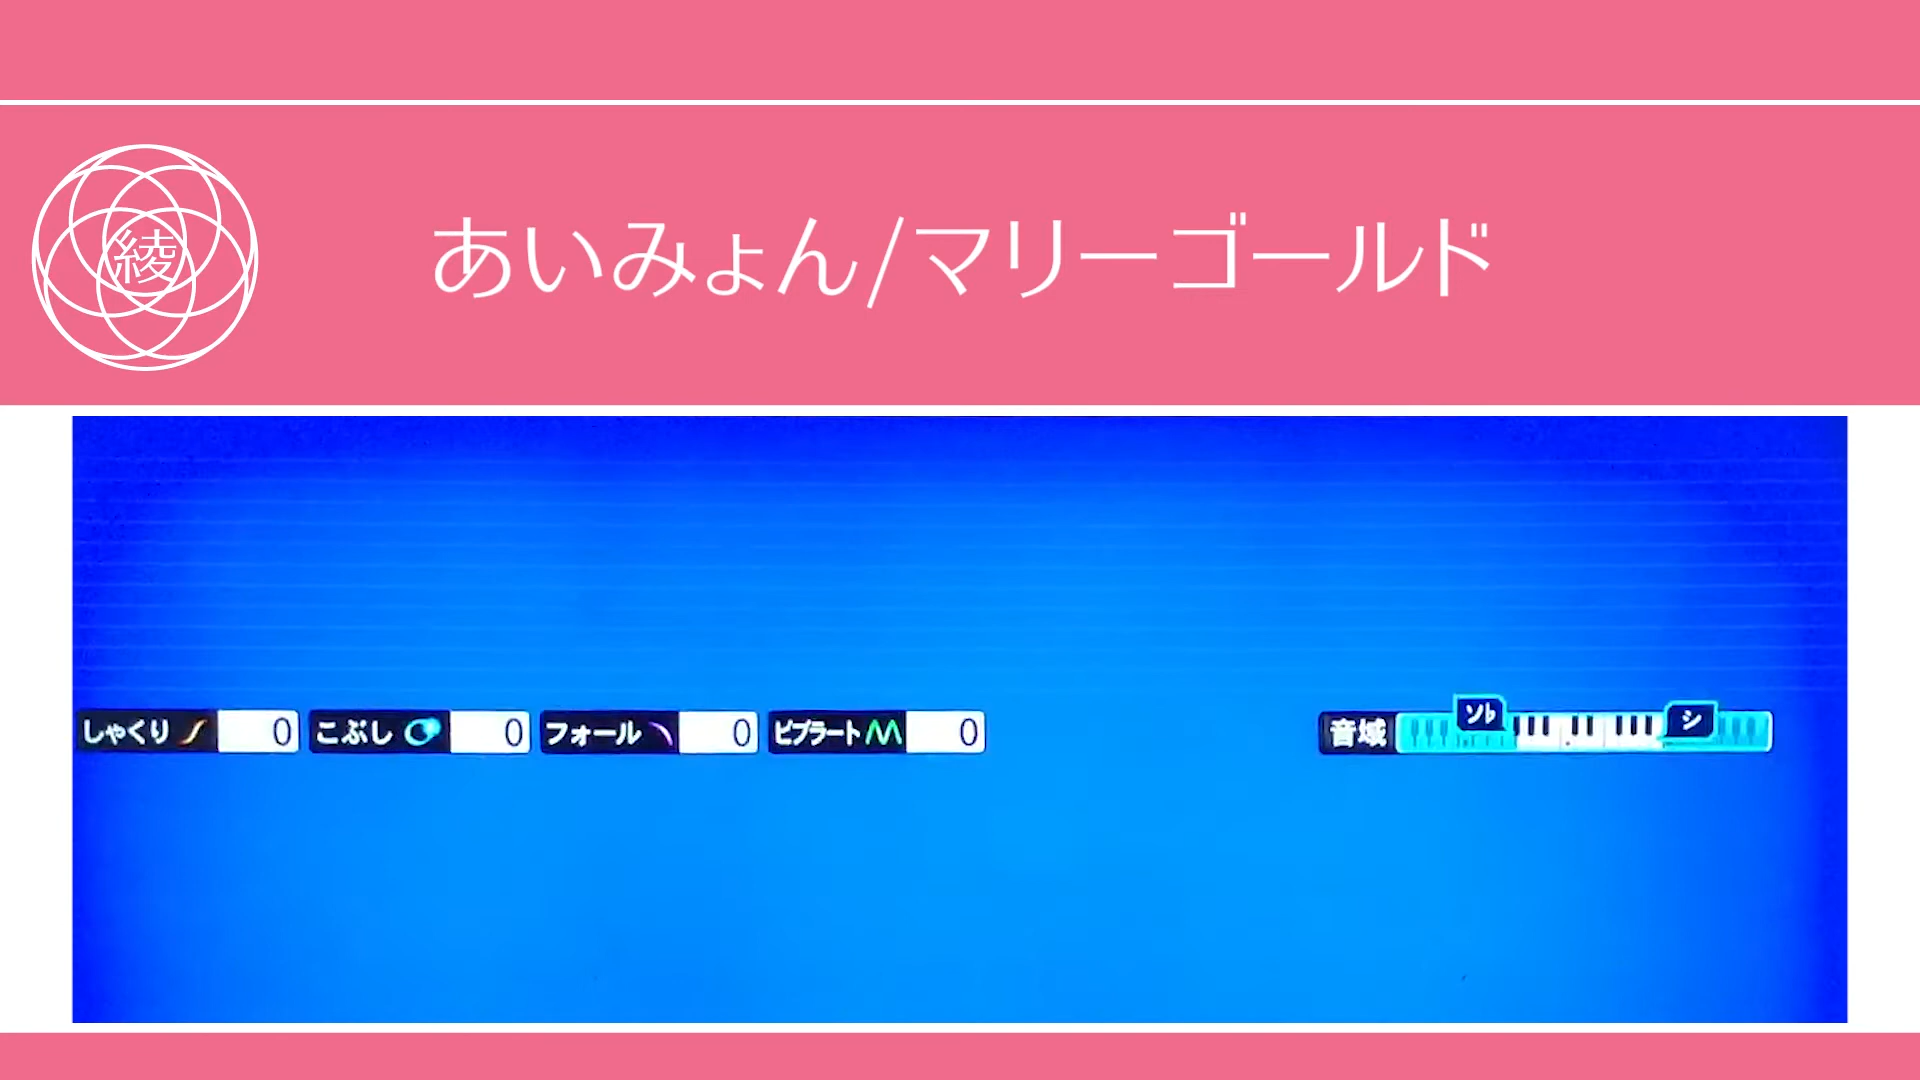 綾
あいみょん/マリーゴールド
しゃくり 0 こぶし 0 フォール 0 ビブラート 0 音域 ソ♭ シ